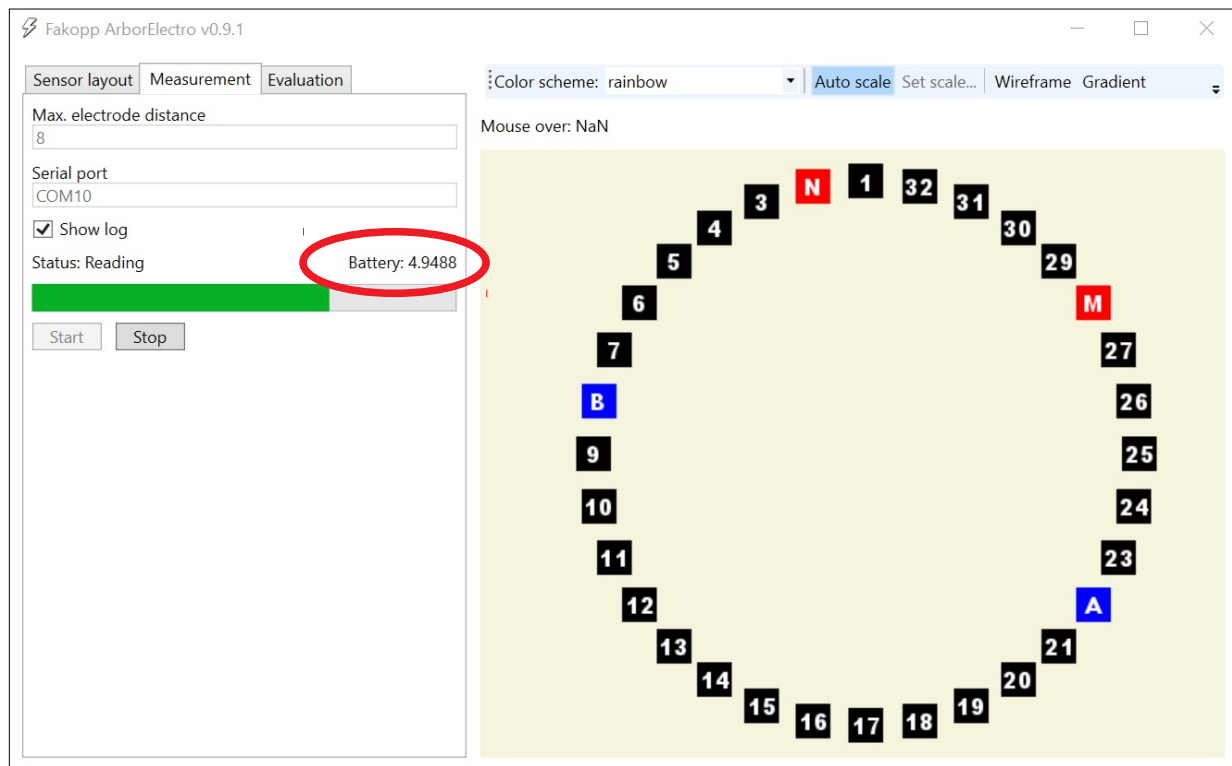 Fakopp ArborElectro v0.9.1
Sensor layout Measurement Evaluation
Color scheme: rainbow Auto scale Set scale... Wireframe Gradient
Max. electrode distance
8
Mouse over: NaN
Serial port
COM10
Show log
Status: Reading Battery: 4.9488
Start Stop
N 1 32
3 31
4 30
5 29
6 M
7 27
B 26
9 25
10 24
11 23
12 A
13 21
14 20
15 19
16 17 18